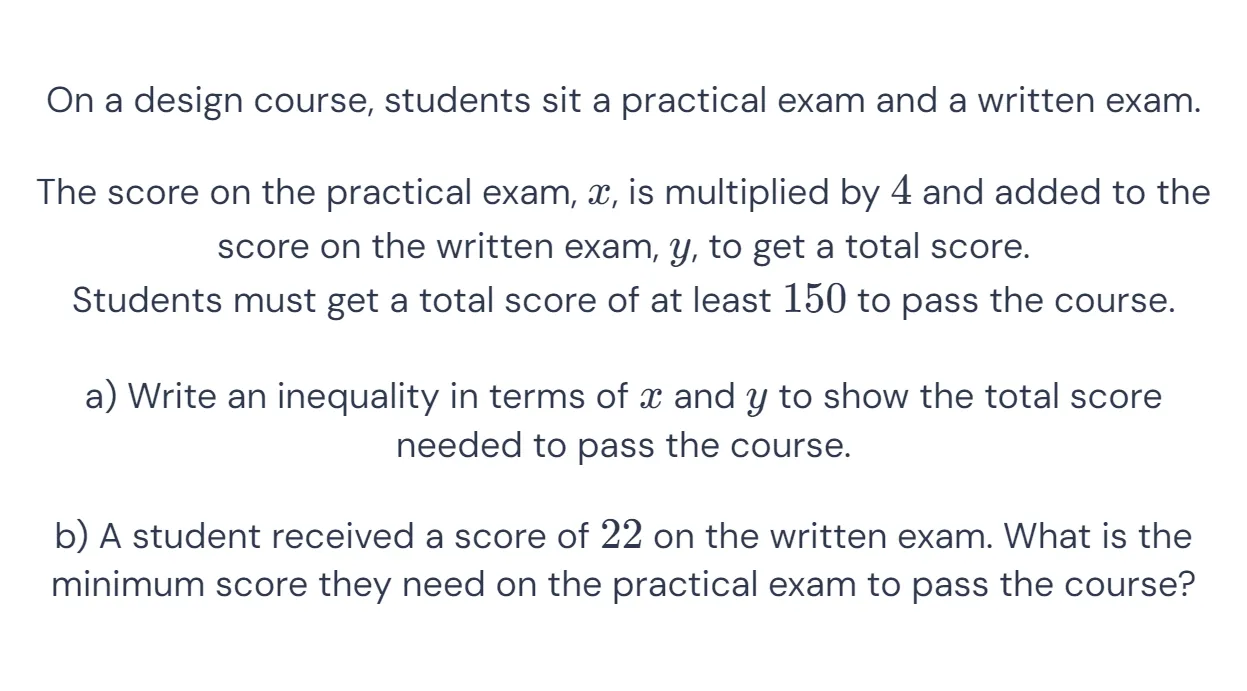 On a design course, students sit a practical exam and a written exam.
The score on the practical exam, x, is multiplied by 4 and added to the
score on the written exam, y, to get a total score.
Students must get a total score of at least 150 to pass the course.
a) Write an inequality in terms of x and y to show the total score
needed to pass the course.
b) A student received a score of 22 on the written exam. What is the
minimum score they need on the practical exam to pass the course?